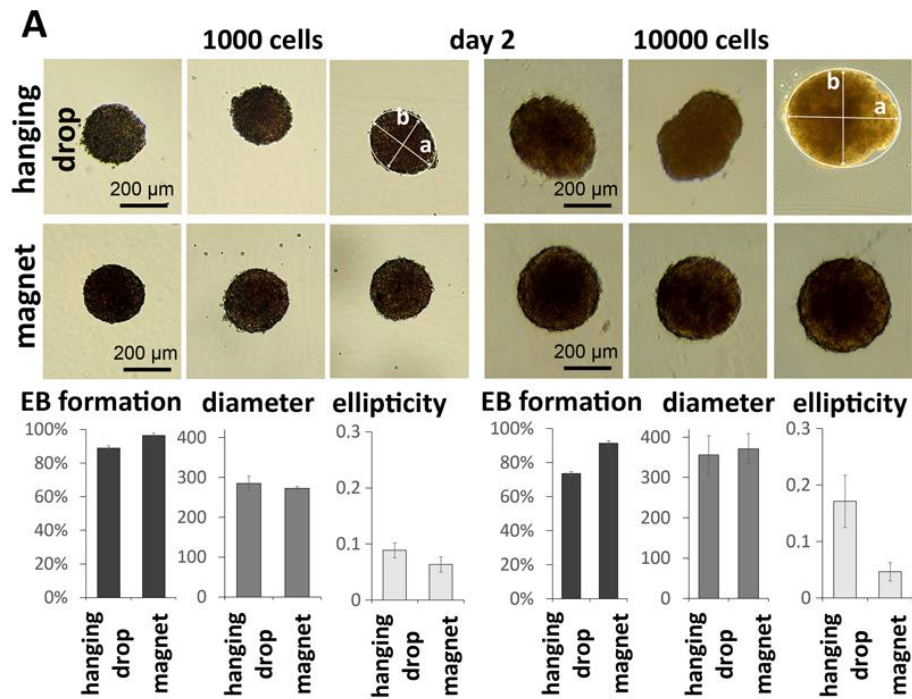 A
1000 cells day 2 10000 cells
hanging
drop
b
a
b
a
200 µm
200 µm
magnet
200 µm
200 µm
EB formation diameter ellipticity EB formation diameter ellipticity
100%
80%
60%
40%
20%
0%
hanging
drop
magnet
400
300
200
100
0
hanging
drop
magnet
0.3
0.2
0.1
0
hanging
drop
magnet
100%
80%
60%
40%
20%
0%
hanging
drop
magnet
400
300
200
100
0
hanging
drop
magnet
0.3
0.2
0.1
0
hanging
drop
magnet